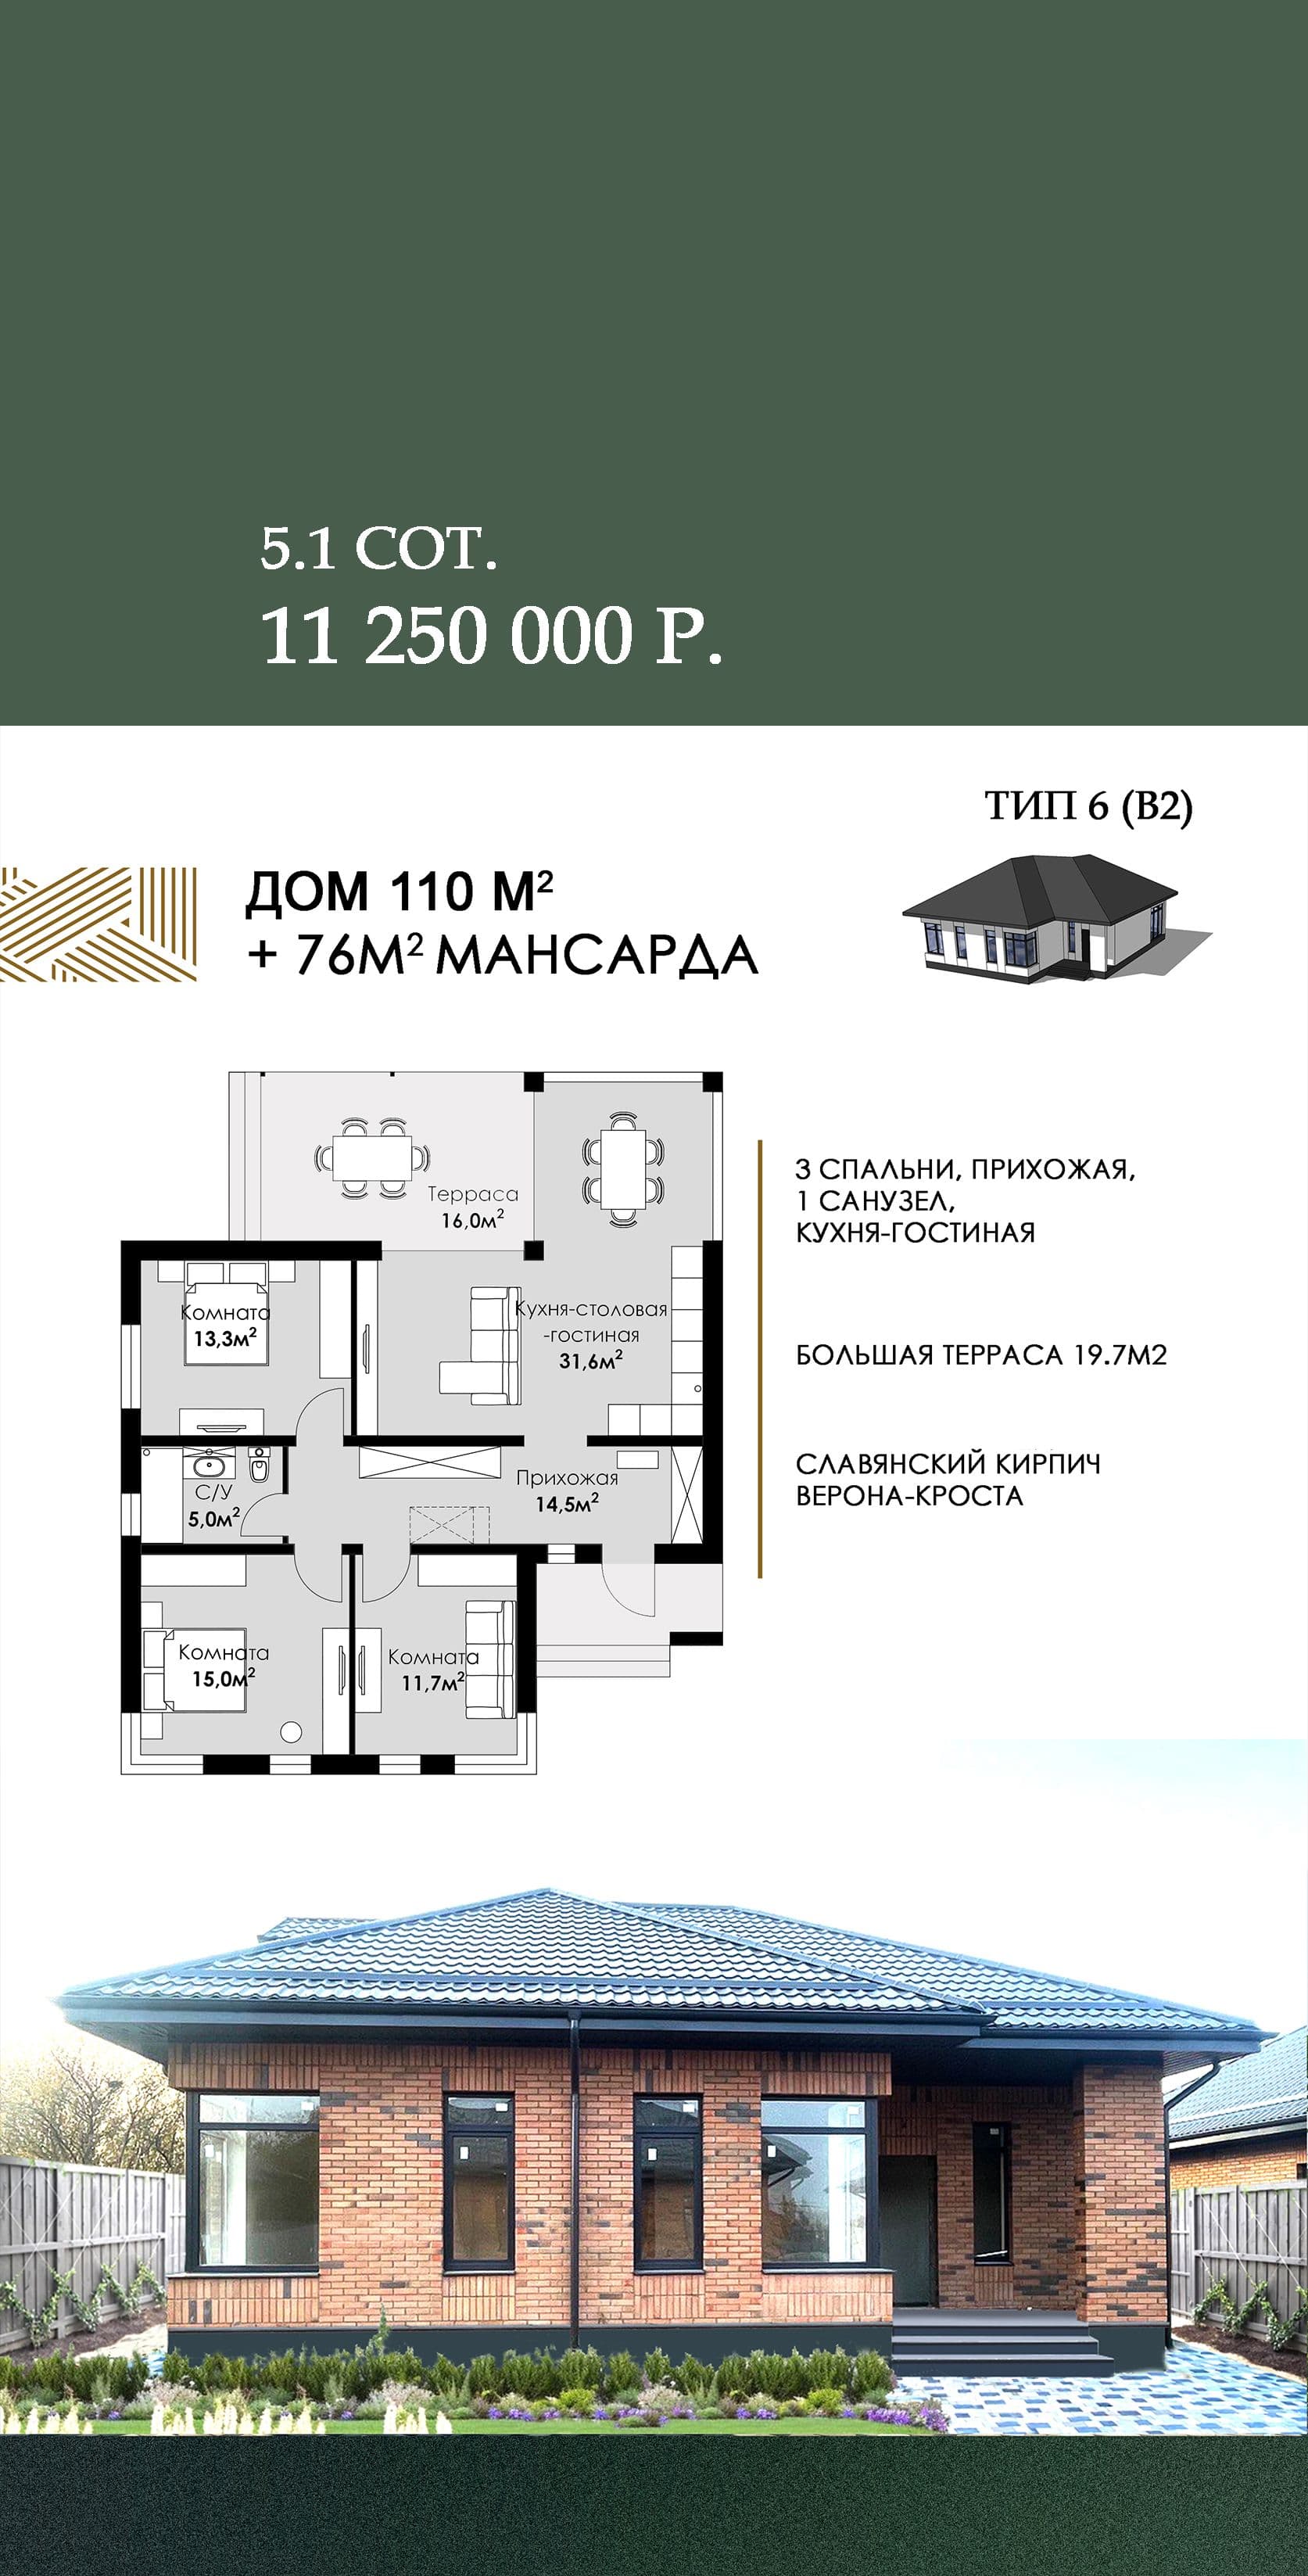 5.1 СОТ.
11 250 000 Р.
ТИП 6 (В2)
ДОМ 110 М²
+ 76М² МАНСАРДА
Терраса
16,0м²
3 СПАЛЬНИ, ПРИХОЖАЯ,
1 САНУЗЕЛ,
КУХНЯ-ГОСТИНАЯ
Комната
13,3м²
Кухня-столовая
-гостиная
31,6м²
БОЛЬШАЯ ТЕРРАСА 19.7М2
С/У
5,0м²
Прихожая
14,5м²
СЛАВЯНСКИЙ КИРПИЧ
ВЕРОНА-КРОСТА
Комната
15,0м²
Комната
11,7м²